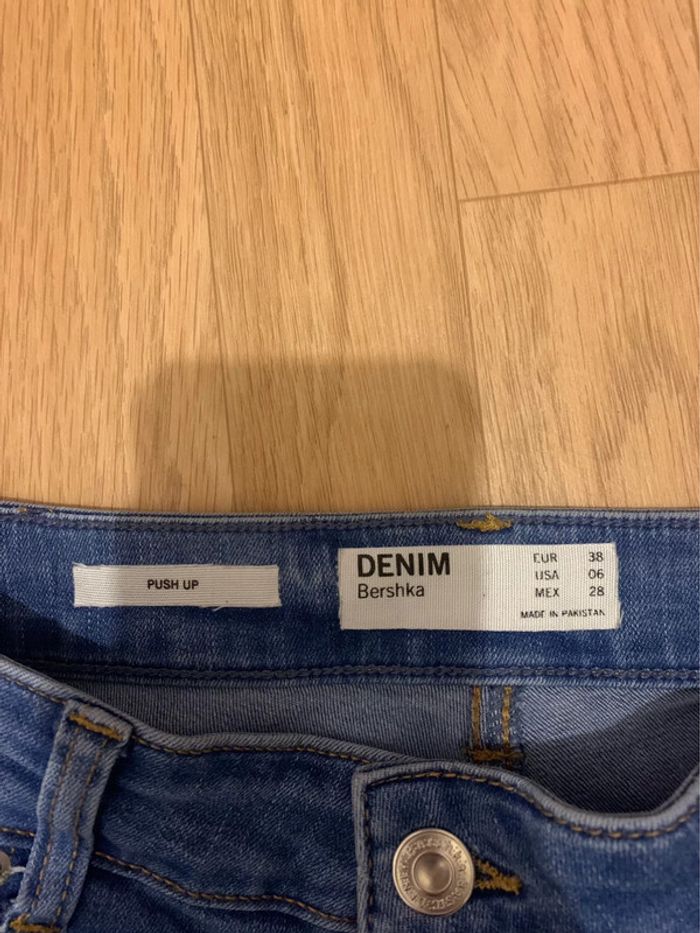 PUSH UP
DENIM
Bershka
EUR 38
USA 06
MEX 28
MADE IN PAKISTAN